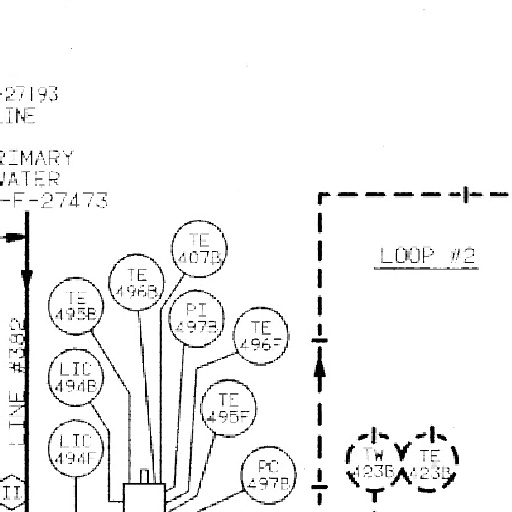 -27193
LINE
PRIMARY
WATER
-F-27473
TE
407B
LOOP #2
TE
496B
TE
495B
PI
497B
TE
496F
LINE #382
LIC
494B
TE
495F
LIC
494F
PC
497B
TW
423B
TE
423B
II